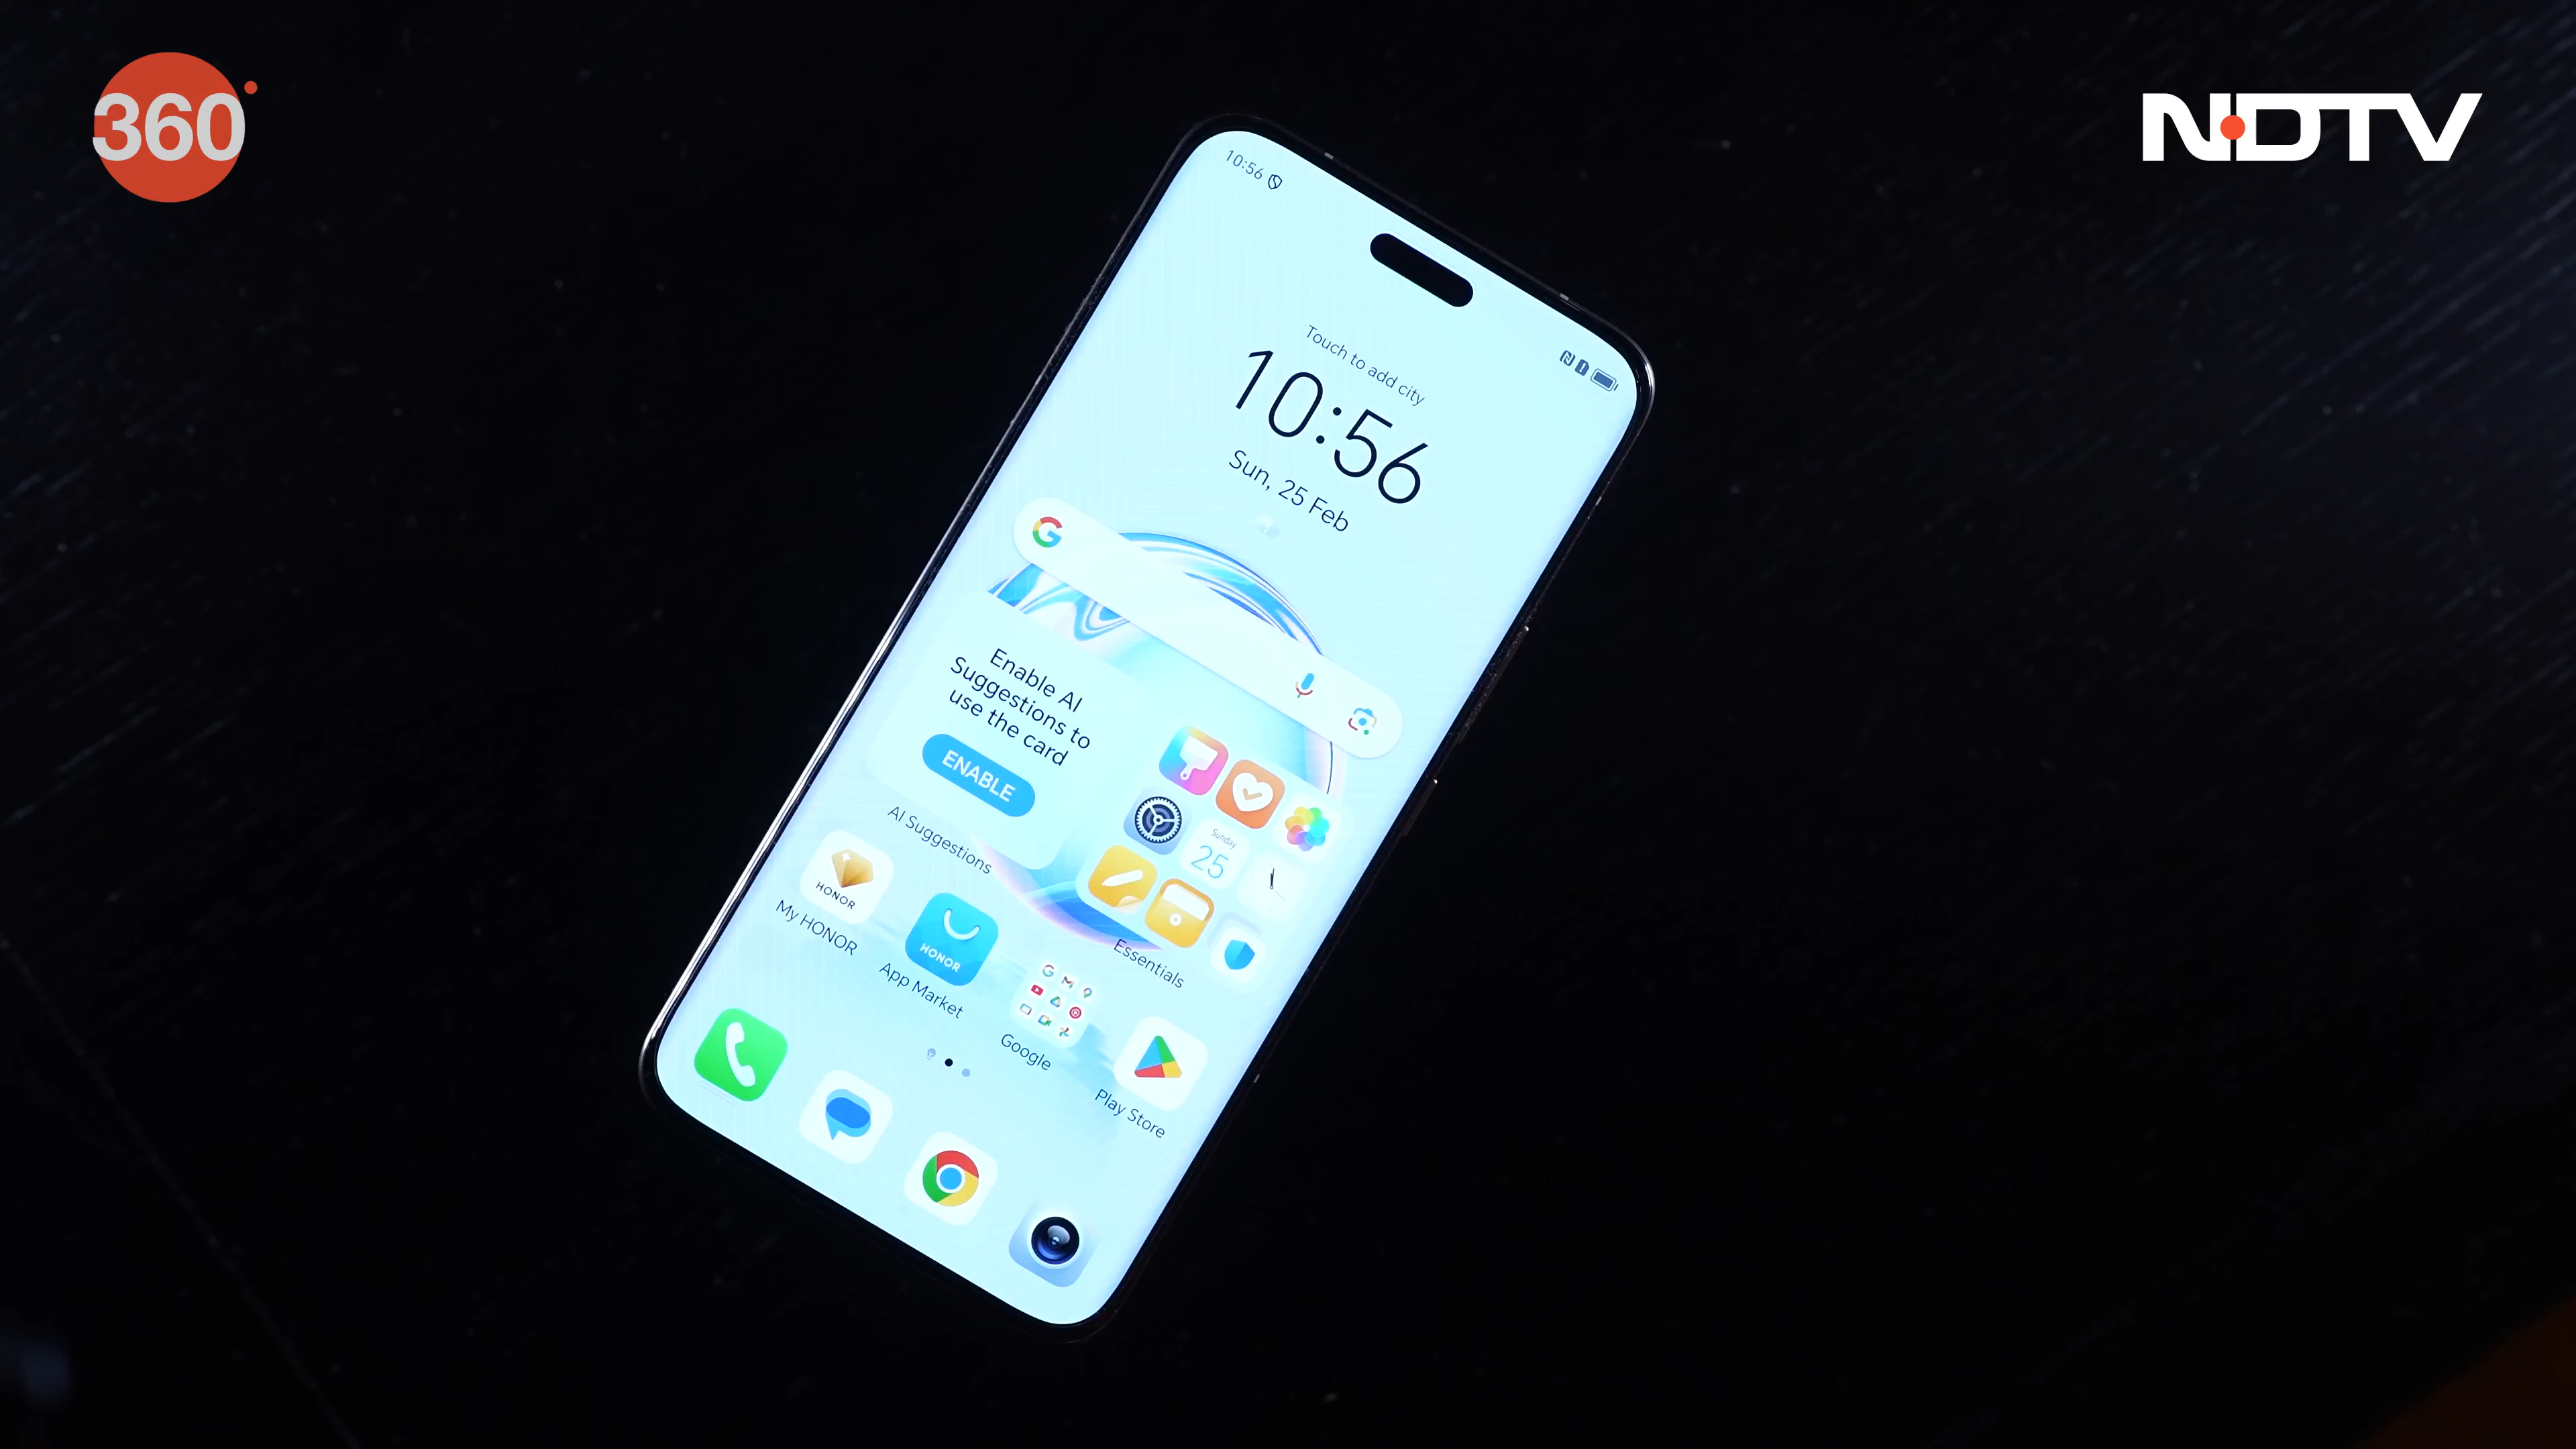 360
NDTV
10:56
Touch to add city
10:56
Sun, 25 Feb
Enable AI
Suggestions to
use the card
ENABLE
AI Suggestions
Sunday
25
Essentials
HONOR
My HONOR
HONOR
App Market
Google
Play Store